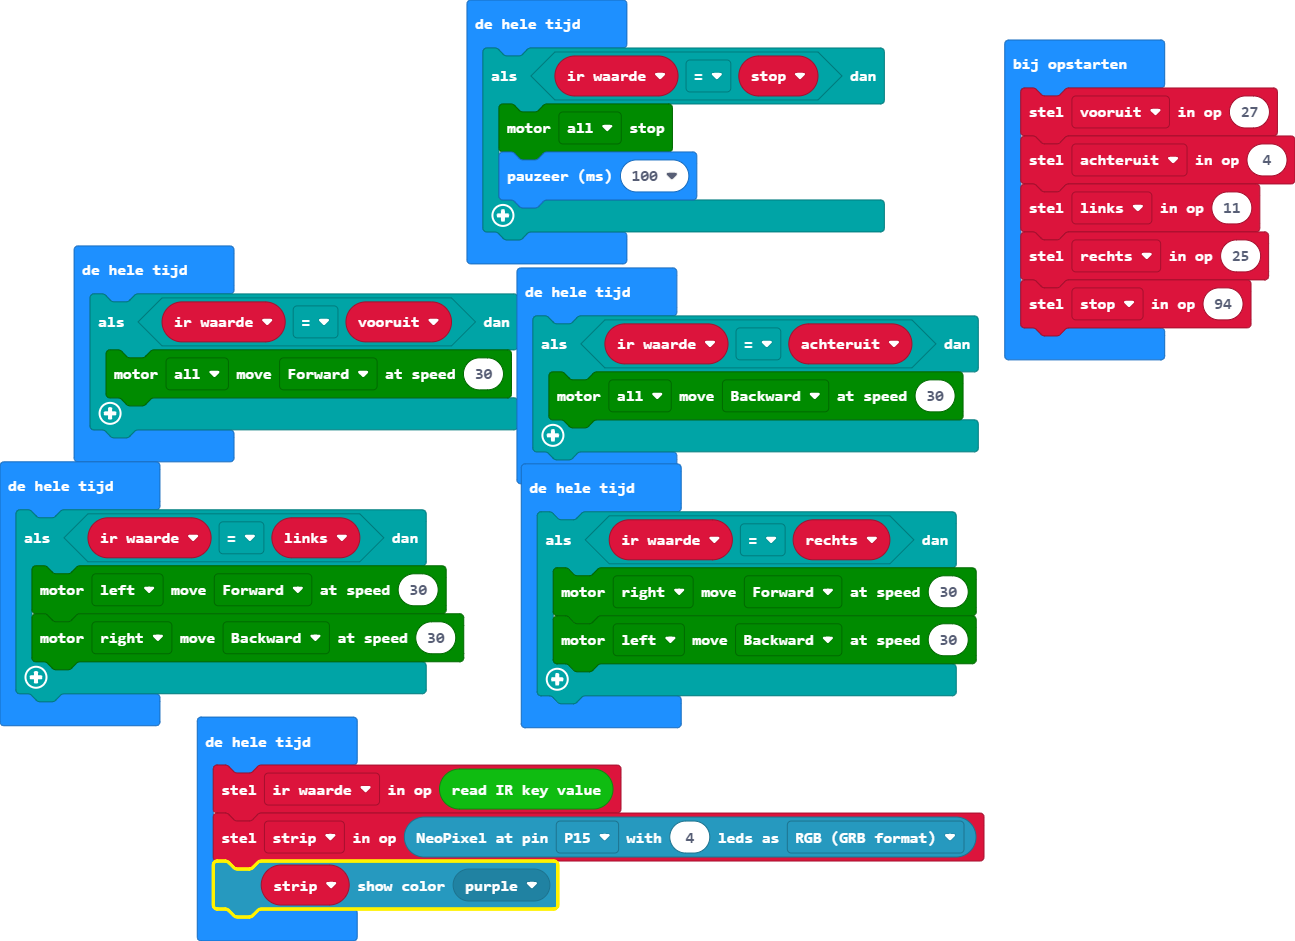 de hele tijd
als ir waarde = stop dan
motor all stop
pauzeer (ms) 100
bij opstarten
stel vooruit in op 27
stel achteruit in op 4
stel links in op 11
stel rechts in op 25
stel stop in op 94
de hele tijd
als ir waarde = vooruit dan
motor all move Forward at speed 30
de hele tijd
als ir waarde = achteruit dan
motor all move Backward at speed 30
de hele tijd
als ir waarde = links dan
motor left move Forward at speed 30
motor right move Backward at speed 30
de hele tijd
als ir waarde = rechts dan
motor right move Forward at speed 30
motor left move Backward at speed 30
de hele tijd
stel ir waarde in op read IR key value
stel strip in op NeoPixel at pin P15 with 4 leds as RGB (GRB format)
strip show color purple